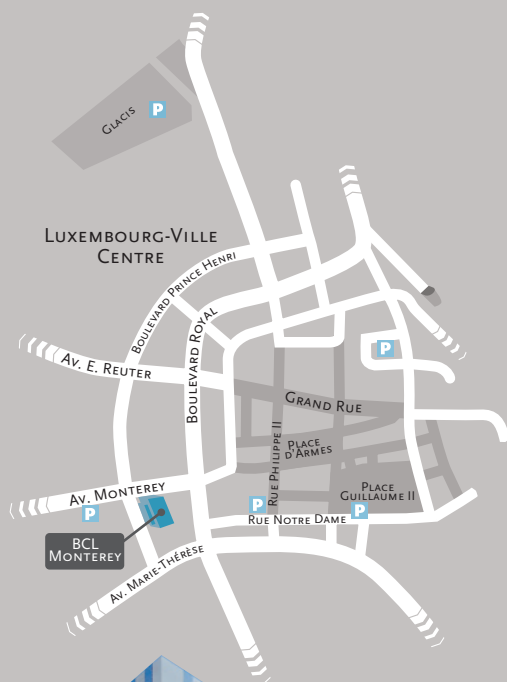 P
Glacis
Luxembourg-Ville
Centre
Boulevard Prince Henri
Boulevard Royal
Av. E. Reuter
P
Grand Rue
Rue Philippe II
Place
d'Armes
Place
Guillaume II
Av. Monterey
P
P
P
Rue Notre Dame
BCL
Monterey
Av. Marie-Thérèse